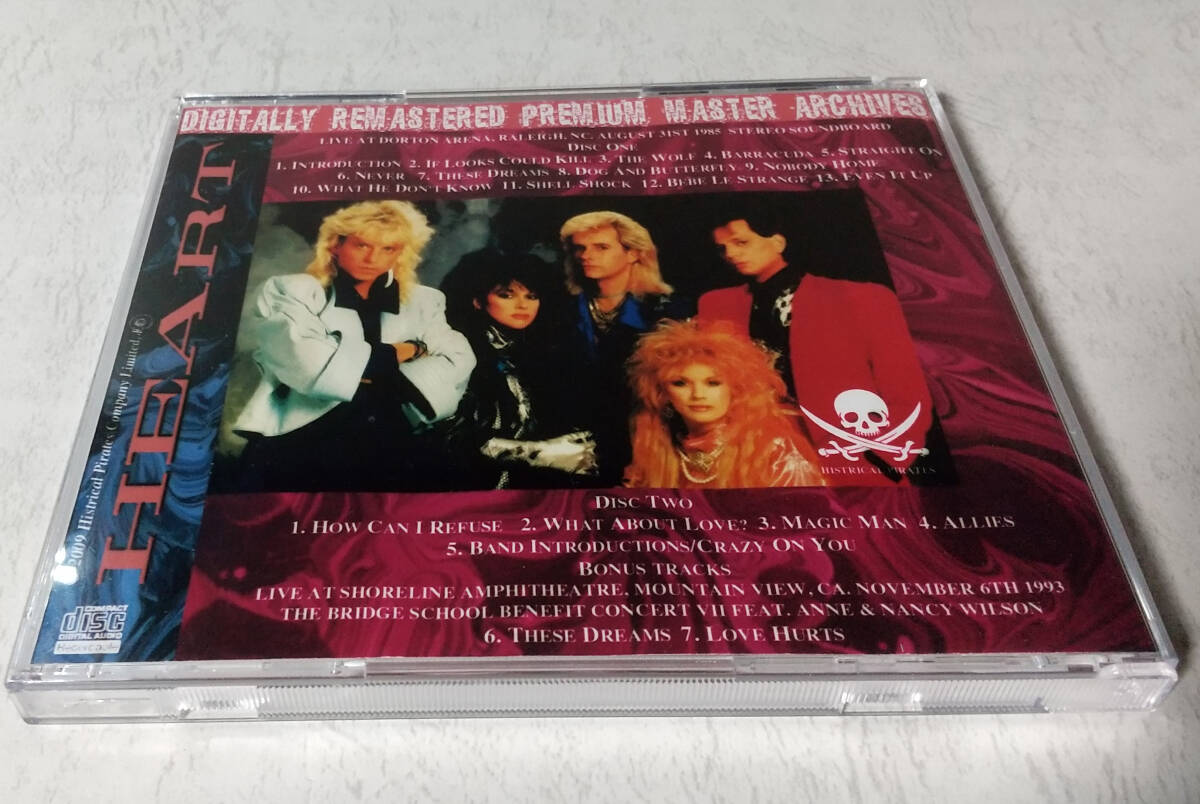 DIGITALLY REMASTERED PREMIUM MASTER ARCHIVES
LIVE AT DORTON ARENA, RALEIGH, NC, AUGUST 31ST 1985 STEREO SOUNDBOARD
DISC ONE
1. INTRODUCTION 2. IF LOOKS COULD KILL 3. THE WOLF 4. BARRACUDA 5. STRAIGHT ON
6. NEVER 7. THESE DREAMS 8. DOG AND BUTTERFLY 9. NOBODY HOME
10. WHAT HE DON'T KNOW 11. SHELL SHOCK 12. BEBE LE STRANGE 13. EVEN IT UP
HEART
2009 Histrical Pirates Company Limited.
HISTRICAL PIRATES
DISC TWO
1. HOW CAN I REFUSE 2. WHAT ABOUT LOVE? 3. MAGIC MAN 4. ALLIES
5. BAND INTRODUCTIONS/CRAZY ON YOU
BONUS TRACKS
LIVE AT SHORELINE AMPHITHEATRE, MOUNTAIN VIEW, CA. NOVEMBER 6TH 1993
THE BRIDGE SCHOOL BENEFIT CONCERT VII FEAT. ANNE & NANCY WILSON
6. THESE DREAMS 7. LOVE HURTS
COMPACT
disc
DIGITAL AUDIO